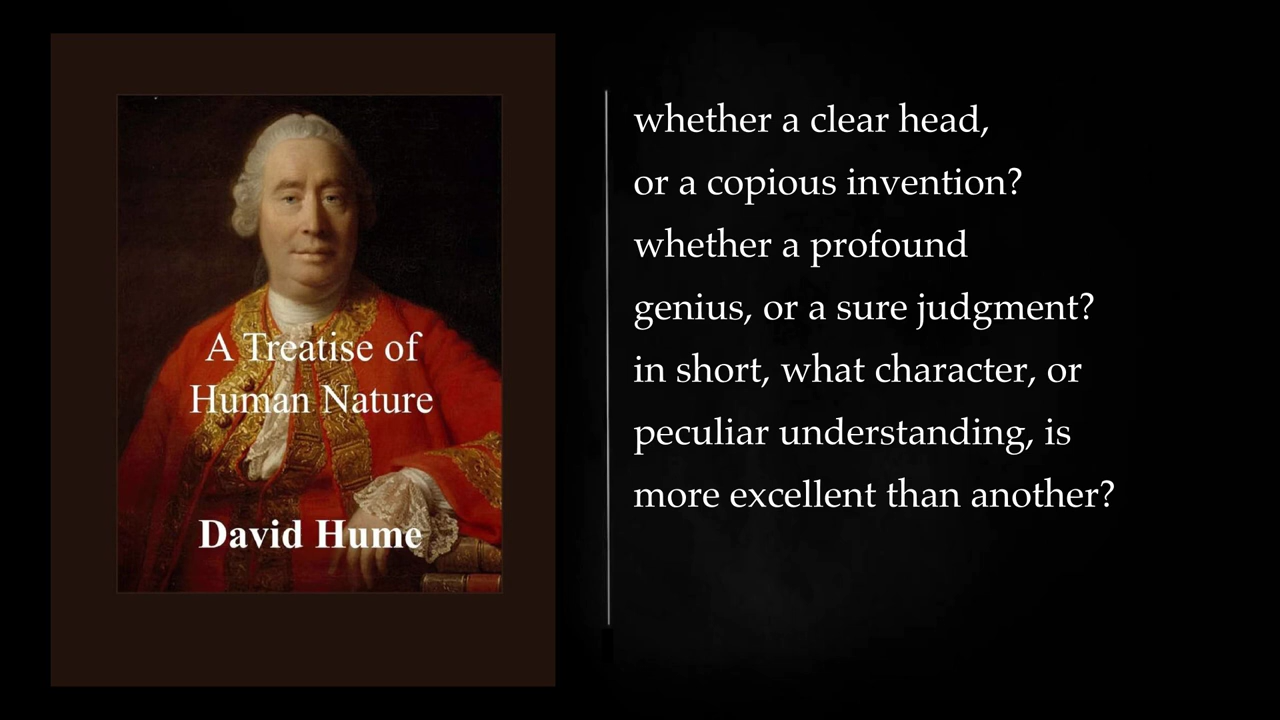 A Treatise of
Human Nature
David Hume
whether a clear head,
or a copious invention?
whether a profound
genius, or a sure judgment?
in short, what character, or
peculiar understanding, is
more excellent than another?